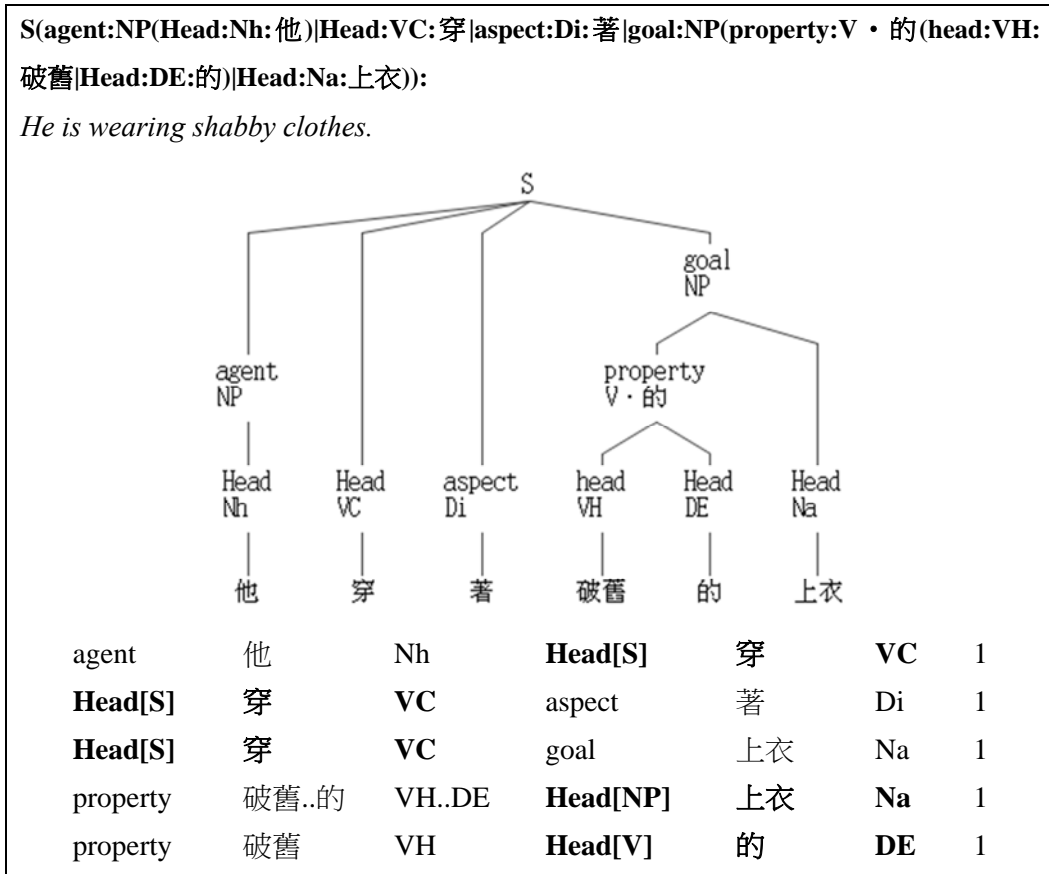 S(agent:NP(Head:Nh:他)|Head:VC:穿|aspect:Di:著|goal:NP(property:V‧的(head:VH:
破舊|Head:DE:的)|Head:Na:上衣)):
He is wearing shabby clothes.
S
goal
NP
agent property
NP V‧的
Head Head aspect head Head Head
Nh VC Di VH DE Na
他 穿 著 破舊 的 上衣
agent 他 Nh Head[S] 穿 VC 1
Head[S] 穿 VC aspect 著 Di 1
Head[S] 穿 VC goal 上衣 Na 1
property 破舊..的 VH..DE Head[NP] 上衣 Na 1
property 破舊 VH Head[V] 的 DE 1